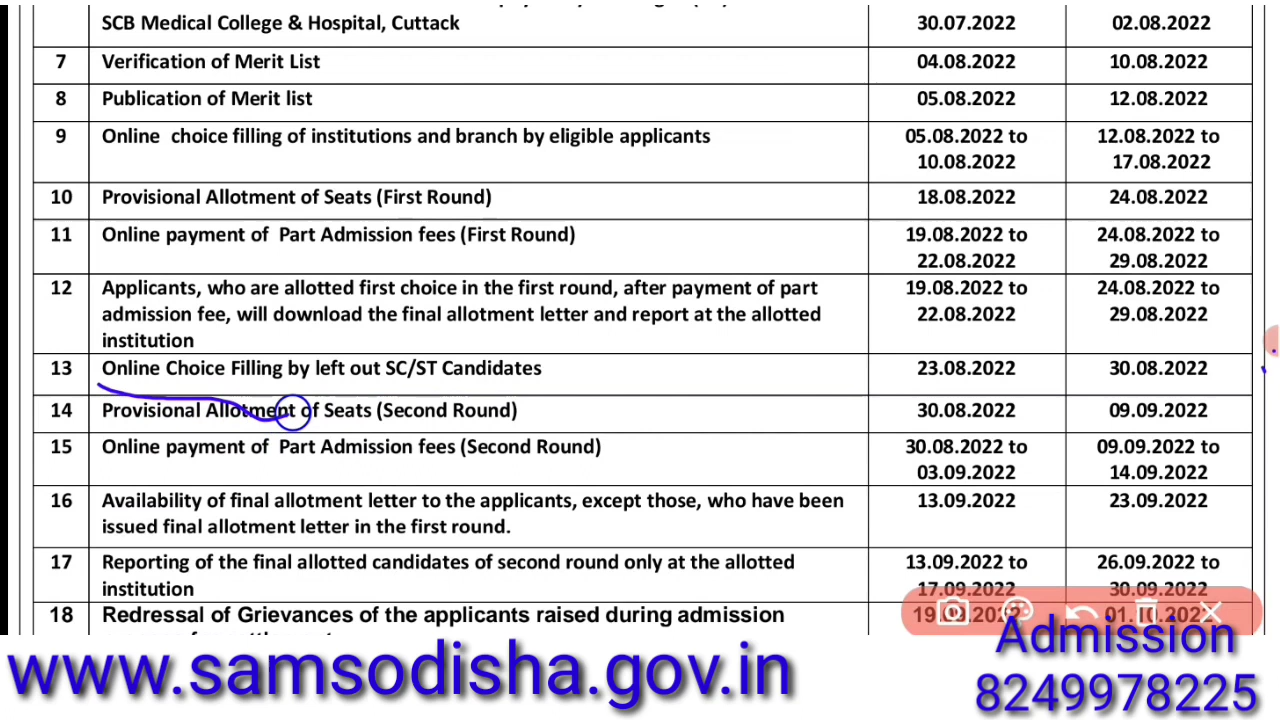 SCB Medical College & Hospital, Cuttack 30.07.2022 02.08.2022
7 Verification of Merit List 04.08.2022 10.08.2022
8 Publication of Merit list 05.08.2022 12.08.2022
9 Online choice filling of institutions and branch by eligible applicants 05.08.2022 to 12.08.2022 to
10.08.2022 17.08.2022
10 Provisional Allotment of Seats (First Round) 18.08.2022 24.08.2022
11 Online payment of Part Admission fees (First Round) 19.08.2022 to 24.08.2022 to
22.08.2022 29.08.2022
12 Applicants, who are allotted first choice in the first round, after payment of part 19.08.2022 to 24.08.2022 to
admission fee, will download the final allotment letter and report at the allotted 22.08.2022 29.08.2022
institution
13 Online Choice Filling by left out SC/ST Candidates 23.08.2022 30.08.2022
14 Provisional Allotment of Seats (Second Round) 30.08.2022 09.09.2022
15 Online payment of Part Admission fees (Second Round) 30.08.2022 to 09.09.2022 to
03.09.2022 14.09.2022
16 Availability of final allotment letter to the applicants, except those, who have been 13.09.2022 23.09.2022
issued final allotment letter in the first round.
17 Reporting of the final allotted candidates of second round only at the allotted 13.09.2022 to 26.09.2022 to
institution 17.09.2022 30.09.2022
18 Redressal of Grievances of the applicants raised during admission 19.09.2022 01.10.2022
www.samsodisha.gov.in
Admission
8249978225